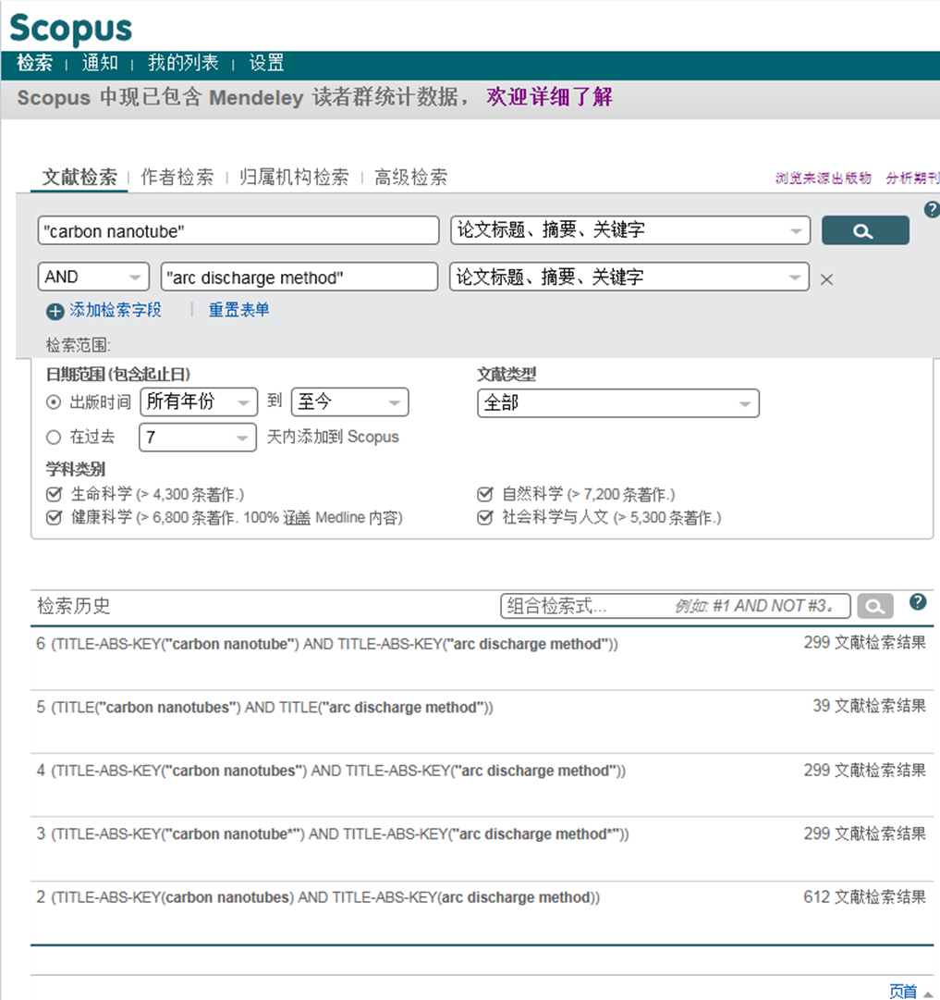 Scopus
检索 | 通知 | 我的列表 | 设置
Scopus 中现已包含 Mendeley 读者群统计数据， 欢迎详细了解
文献检索 | 作者检索 | 归属机构检索 | 高级检索 浏览来源出版物 分析期刊
?
"carbon nanotube" 论文标题、摘要、关键字
AND "arc discharge method" 论文标题、摘要、关键字 ×
+ 添加检索字段 | 重置表单
检索范围:
日期范围 (包含起止日) 文献类型
出版时间 所有年份 到 至今 全部
在过去 7 天内添加到 Scopus
学科类别
生命科学 (> 4,300 条著作.) 自然科学 (> 7,200 条著作.)
健康科学 (> 6,800 条著作. 100% 涵盖 Medline 内容) 社会科学与人文 (> 5,300 条著作.)
检索历史 组合检索式... 例如: #1 AND NOT #3。 ?
6 (TITLE-ABS-KEY("carbon nanotube") AND TITLE-ABS-KEY("arc discharge method")) 299 文献检索结果
5 (TITLE("carbon nanotubes") AND TITLE("arc discharge method")) 39 文献检索结果
4 (TITLE-ABS-KEY("carbon nanotubes") AND TITLE-ABS-KEY("arc discharge method")) 299 文献检索结果
3 (TITLE-ABS-KEY("carbon nanotube*") AND TITLE-ABS-KEY("arc discharge method*")) 299 文献检索结果
2 (TITLE-ABS-KEY(carbon nanotubes) AND TITLE-ABS-KEY(arc discharge method)) 612 文献检索结果
页首